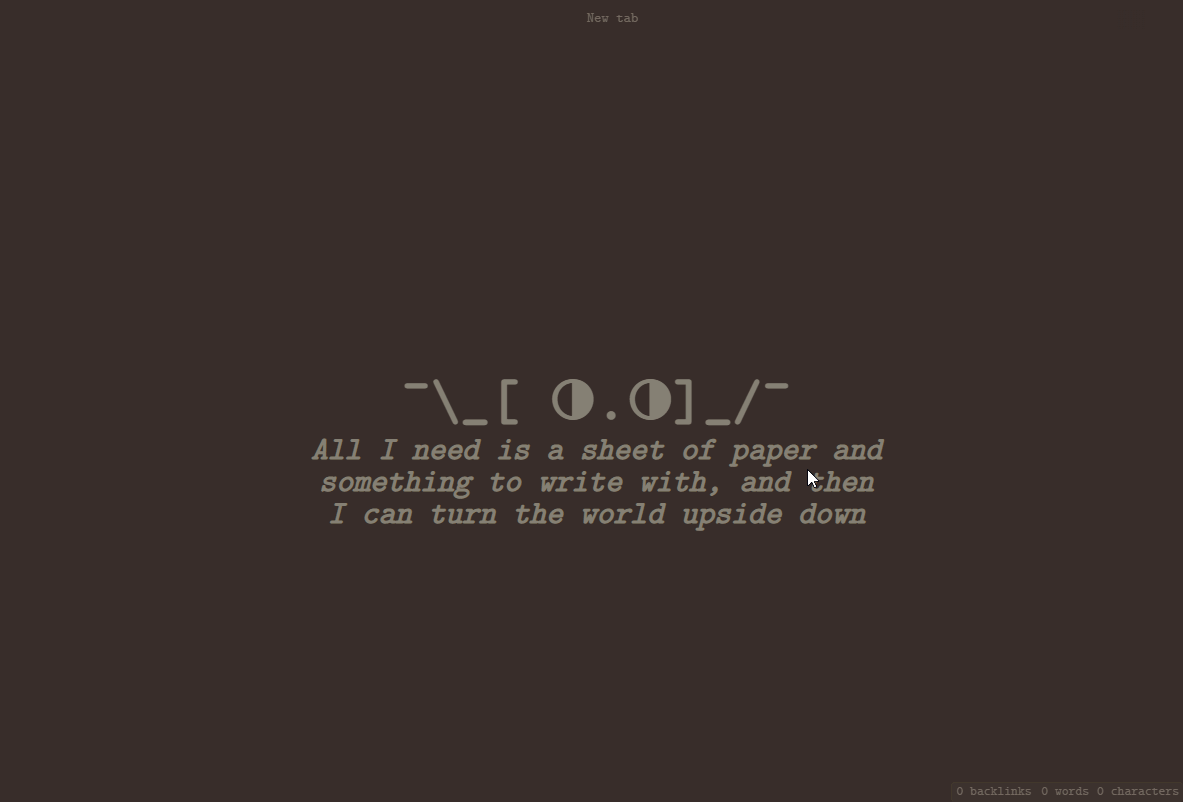 New tab
¯\_[ ◑.◑]_/¯
All I need is a sheet of paper and
something to write with, and then
I can turn the world upside down
0 backlinks 0 words 0 characters